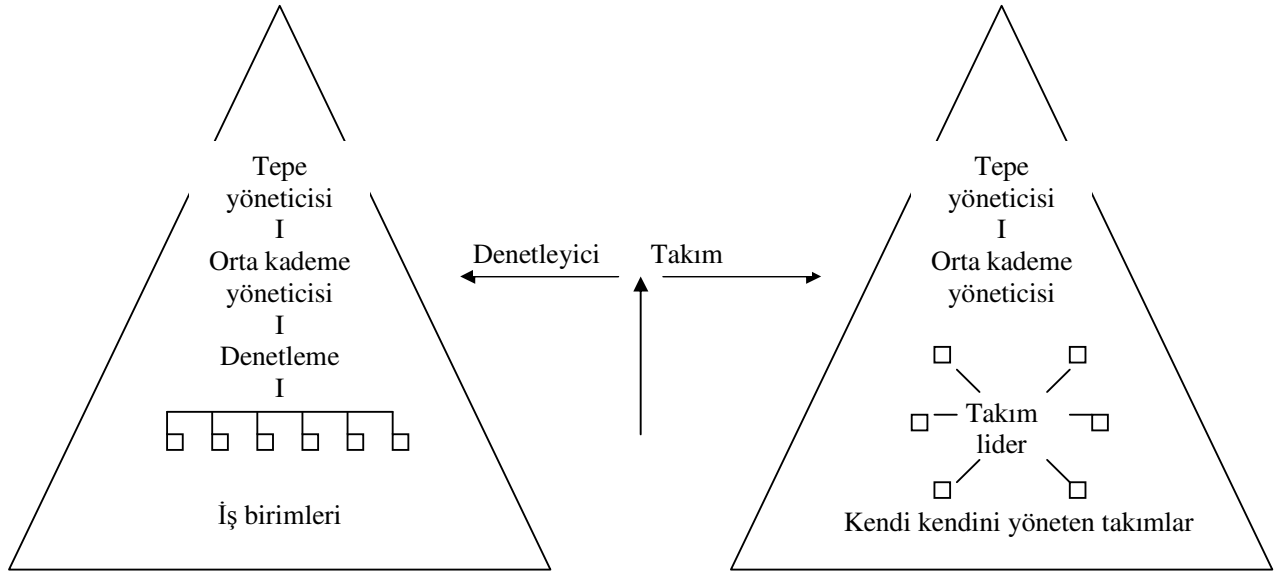 Tepe
yöneticisi
I
Orta kademe
yöneticisi
I
Denetleme
I
İş birimleri
Denetleyici Takım
Tepe
yöneticisi
I
Orta kademe
yöneticisi
Takım
lider
Kendi kendini yöneten takımlar